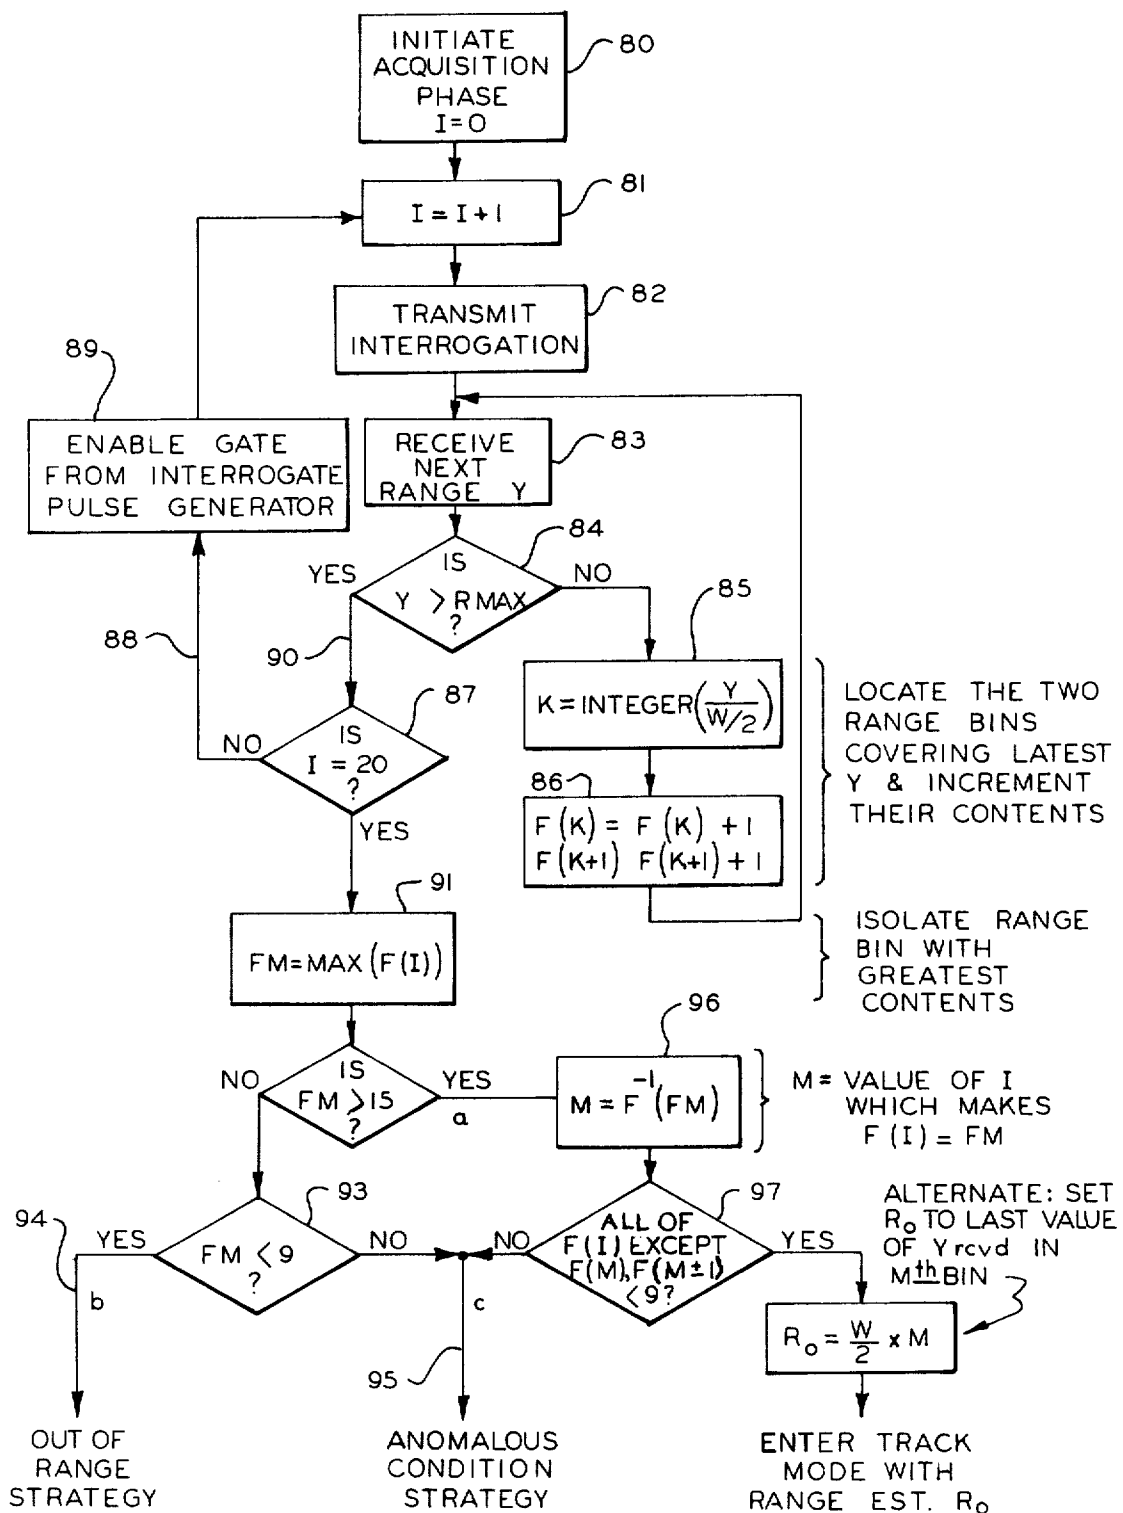 INITIATE
ACQUISITION
PHASE
I=0
80
I = I + 1
81
TRANSMIT
INTERROGATION
82
89
ENABLE GATE
FROM INTERROGATE
PULSE GENERATOR
RECEIVE
NEXT
RANGE Y
83
84
YES
IS
Y > R MAX
?
NO
88
90
85
K = INTEGER(Y/W/2)
LOCATE THE TWO
RANGE BINS
COVERING LATEST
Y & INCREMENT
THEIR CONTENTS
87
NO
IS
I = 20
?
YES
86
F(K) = F(K) + 1
F(K+1) F(K+1) + 1
91
FM = MAX (F(I))
ISOLATE RANGE
BIN WITH
GREATEST
CONTENTS
NO
IS
FM > 15
?
YES
a
96
M = F⁻¹(FM)
M = VALUE OF I
WHICH MAKES
F(I) = FM
94
YES
b
93
FM < 9
?
NO
c
95
97
NO
ALL OF
F(I) EXCEPT
F(M), F(M±1)
<9?
YES
ALTERNATE: SET
R₀ TO LAST VALUE
OF Y rcvd IN
Mth BIN
R₀ = W/2 x M
OUT OF
RANGE
STRATEGY
ANOMALOUS
CONDITION
STRATEGY
ENTER TRACK
MODE WITH
RANGE EST. R₀